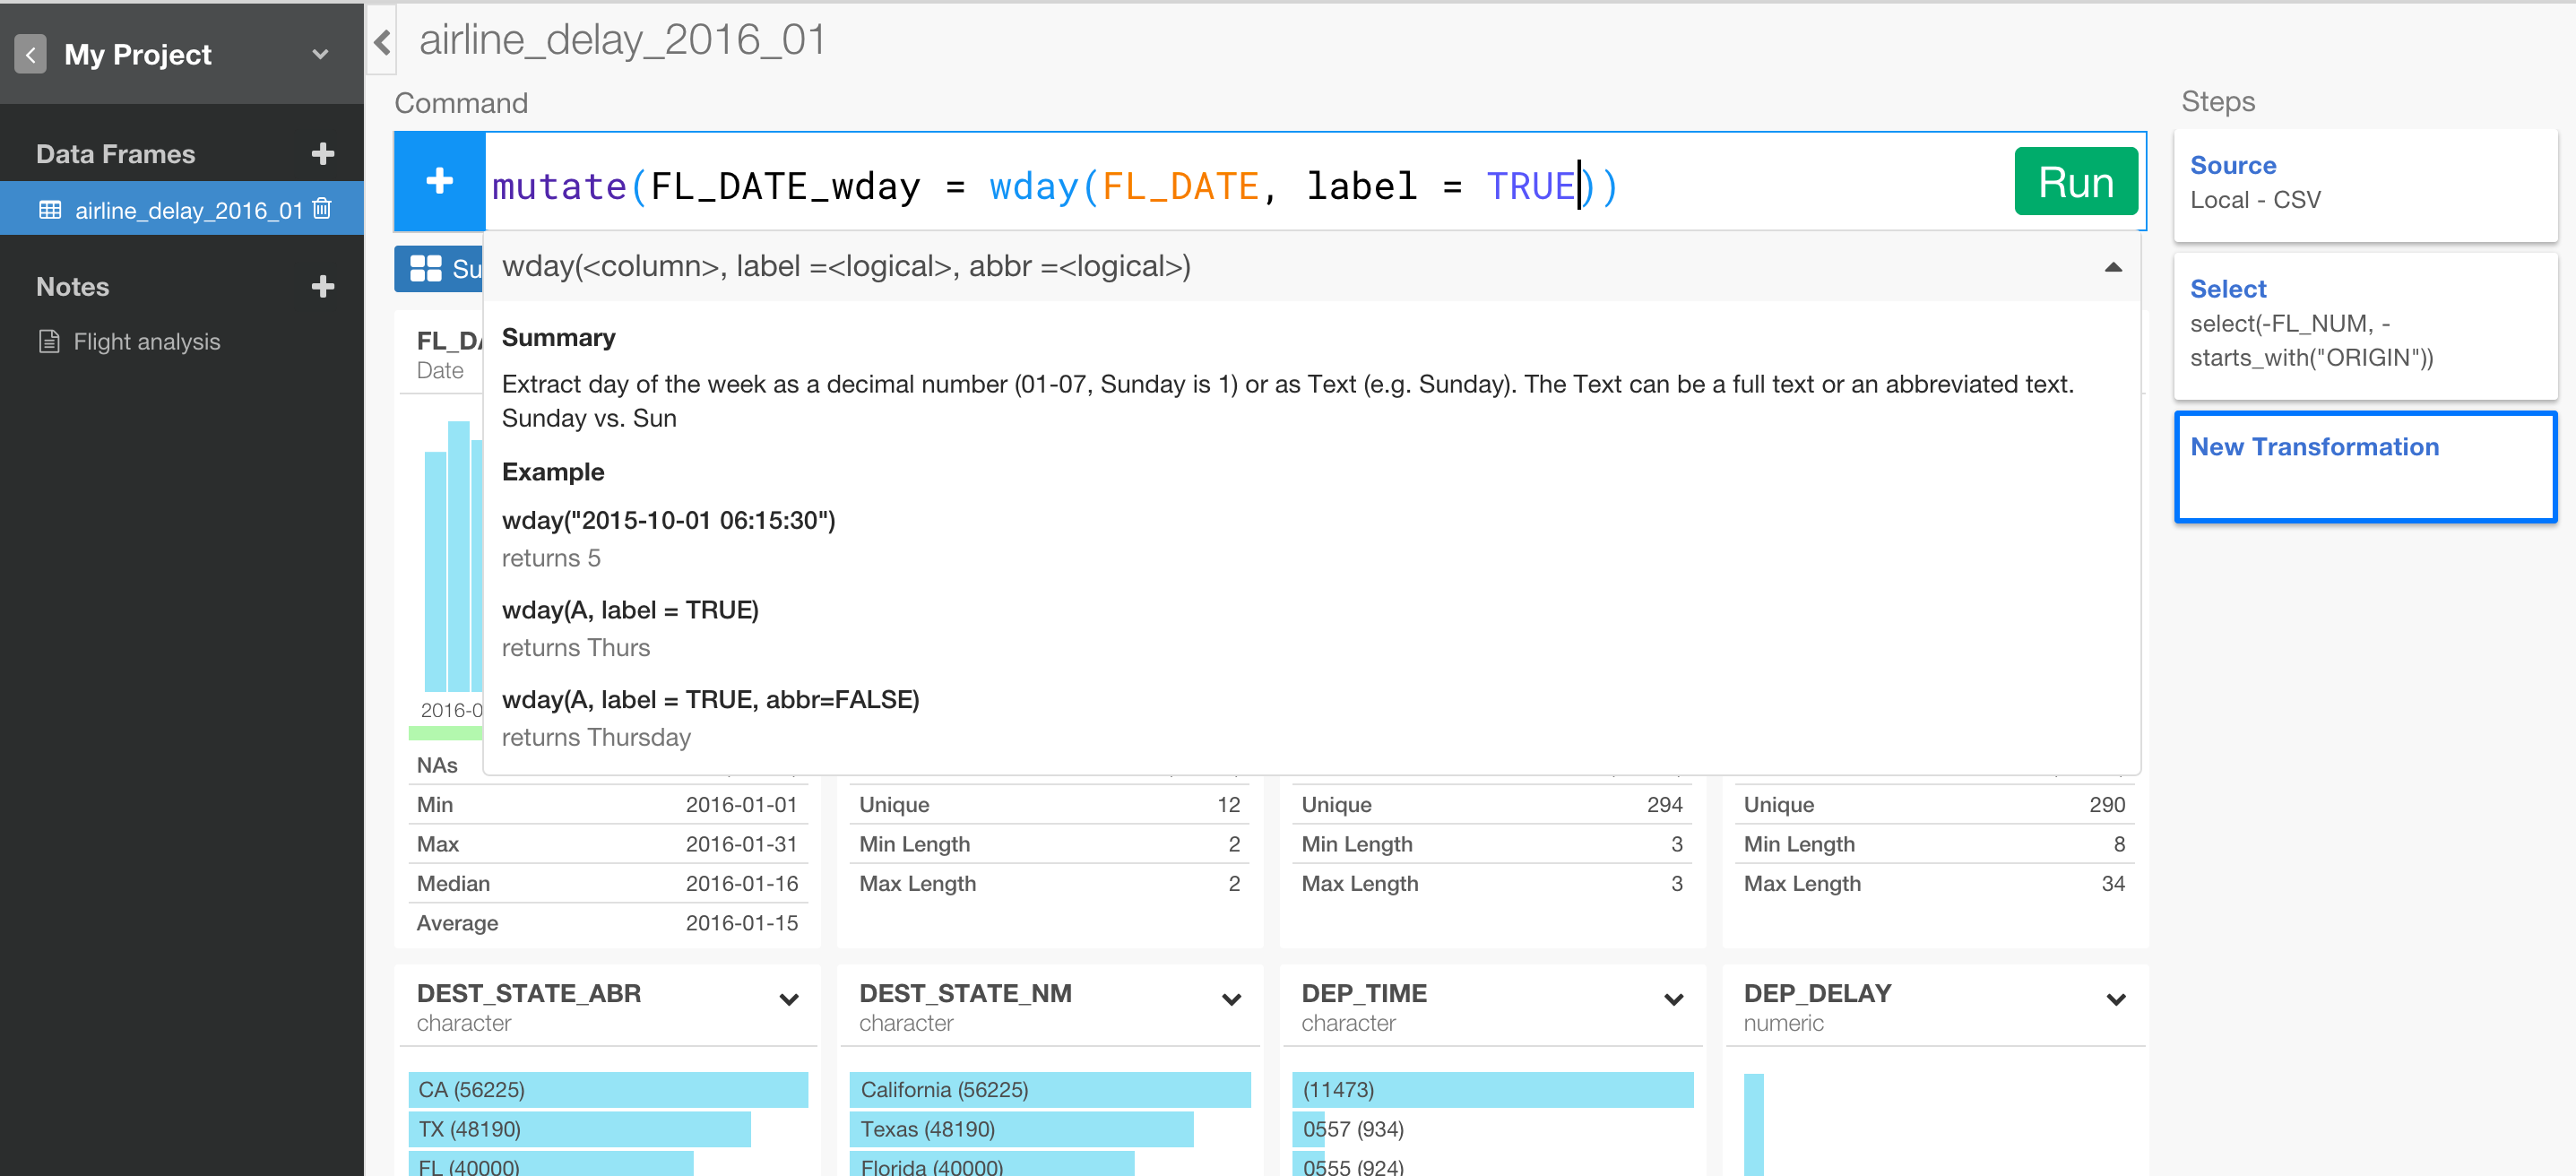 My Project
airline_delay_2016_01
Command
Steps
Data Frames
mutate(FL_DATE_wday = wday(FL_DATE, label = TRUE))
Run
Source
Local - CSV
airline_delay_2016_01
Su
wday(<column>, label =<logical>, abbr =<logical>)
Select
select(-FL_NUM, -
starts_with("ORIGIN"))
Notes
Flight analysis
FL_DA
Date
Summary
Extract day of the week as a decimal number (01-07, Sunday is 1) or as Text (e.g. Sunday). The Text can be a full text or an abbreviated text.
Sunday vs. Sun
New Transformation
Example
wday("2015-10-01 06:15:30")
returns 5
wday(A, label = TRUE)
returns Thurs
wday(A, label = TRUE, abbr=FALSE)
returns Thursday
2016-0
NAs
Min 2016-01-01
Max 2016-01-31
Median 2016-01-16
Average 2016-01-15
Unique 12
Min Length 2
Max Length 2
Unique 294
Min Length 3
Max Length 3
Unique 290
Min Length 8
Max Length 34
DEST_STATE_ABR
character
CA (56225)
TX (48190)
FL (40000)
DEST_STATE_NM
character
California (56225)
Texas (48190)
Florida (40000)
DEP_TIME
character
(11473)
0557 (934)
0555 (924)
DEP_DELAY
numeric